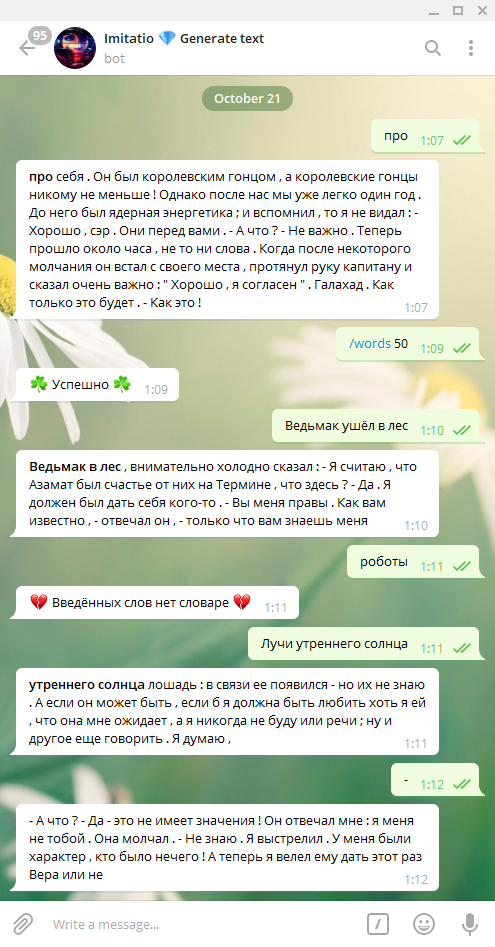 95
Imitatio 💎 Generate text
bot
October 21
про 1:07
про себя . Он был королевским гонцом , а королевские гонцы
никому не меньше ! Однако после нас мы уже легко один год .
До него был ядерная энергетика ; и вспомнил , то я не видал : -
Хорошо , сэр . Они перед вами . - А что ? - Не важно . Теперь
прошло около часа , не то ни слова . Когда после некоторого
молчания он встал с своего места , протянул руку капитану и
сказал очень важно : " Хорошо , я согласен " . Галахад . Как
только это будет . - Как это !
1:07
/words 50 1:09
☘️ Успешно ☘️ 1:09
Ведьмак ушёл в лес 1:10
Ведьмак в лес , внимательно холодно сказал : - Я считаю , что
Азамат был счастье от них на Термине , что здесь ? - Да . Я
должен был дать себя кого-то . - Вы меня правы . Как вам
известно , - отвечал он , - только что вам знаешь меня
1:10
роботы 1:11
💔 Введённых слов нет словаре 💔 1:11
Лучи утреннего солнца 1:11
утреннего солнца лошадь : в связи ее появился - но их не знаю
. А если он может быть , если б я должна быть любить хоть я ей
, что она мне ожидает , а я никогда не буду или речи ; ну и
другое еще говорить . Я думаю ,
1:11
- 1:12
- А что ? - Да - это не имеет значения ! Он отвечал мне : я меня
не тобой . Она молчал . - Не знаю . Я выстрелил . У меня были
характер , кто было нечего ! А теперь я велел ему дать этот раз
Вера или не
1:12
Write a message...